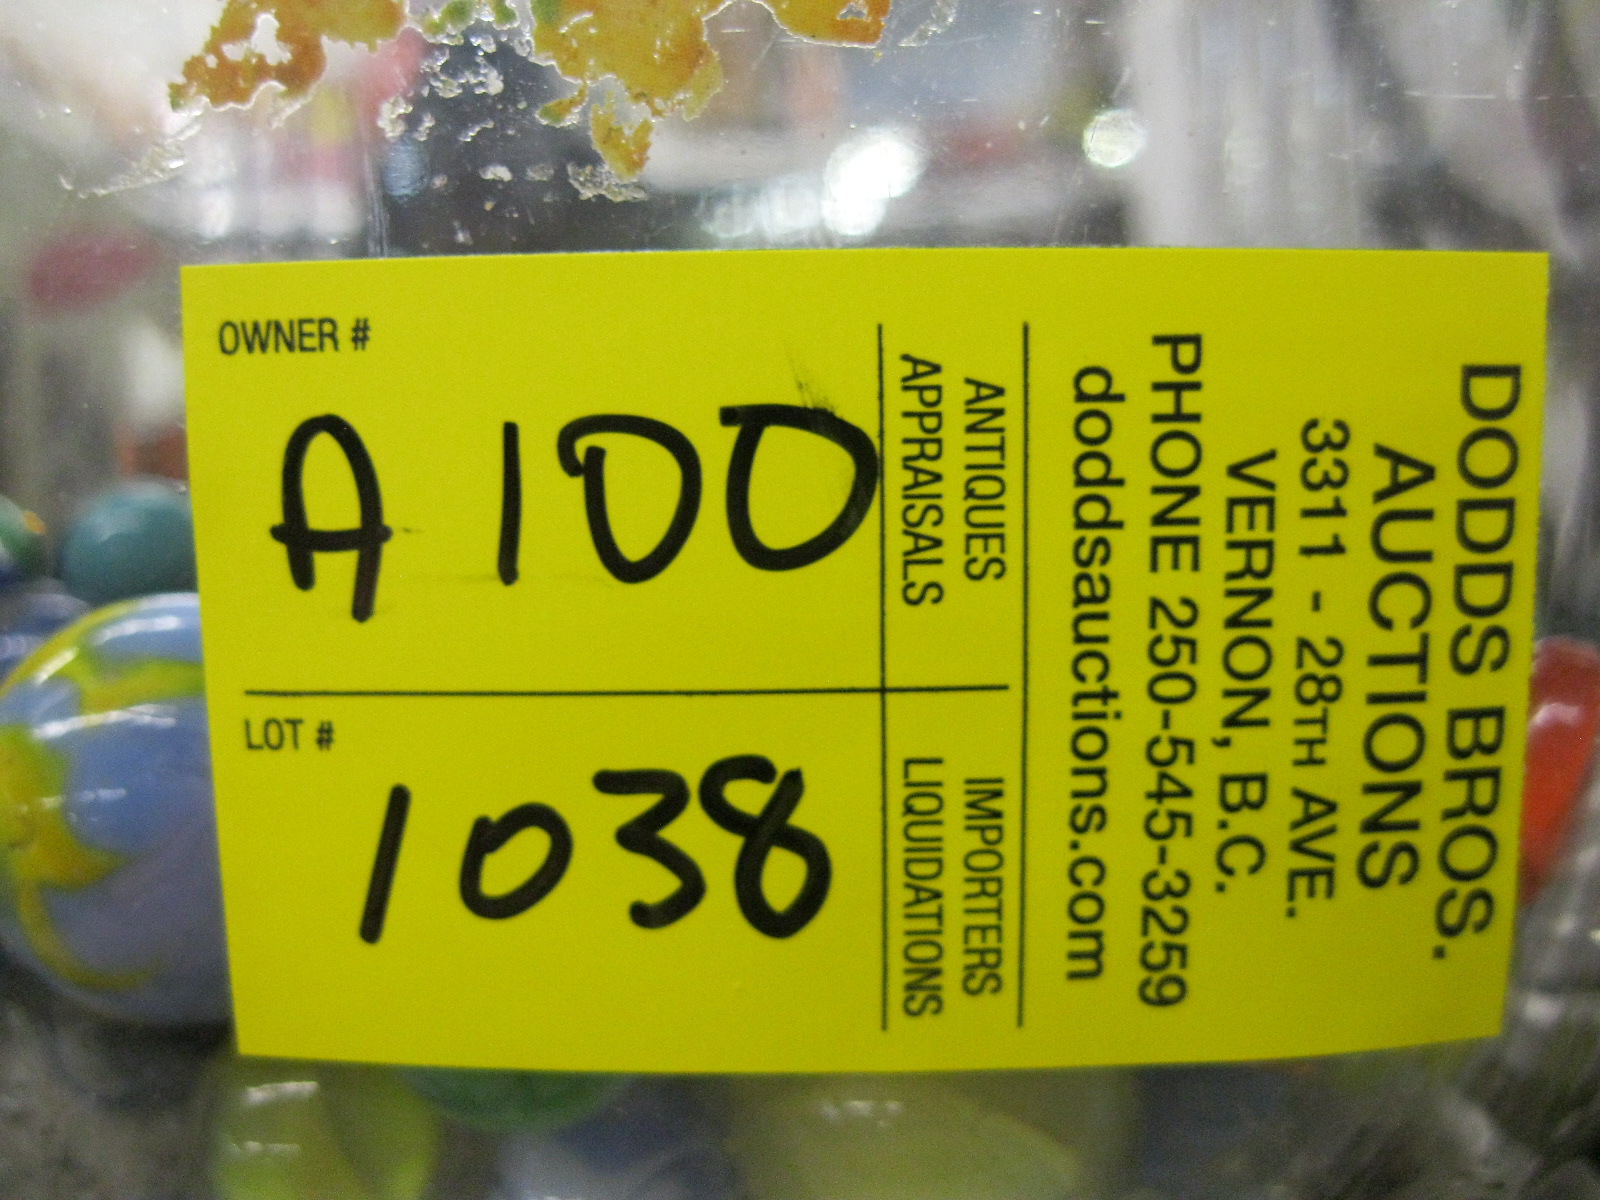 OWNER #
A 100
LOT #
1038
ANTIQUES
APPRAISALS
IMPORTERS
LIQUIDATIONS
DODDS BROS.
AUCTIONS
3311 - 28TH AVE.
VERNON, B.C.
PHONE 250-545-3259
doddsauctions.com